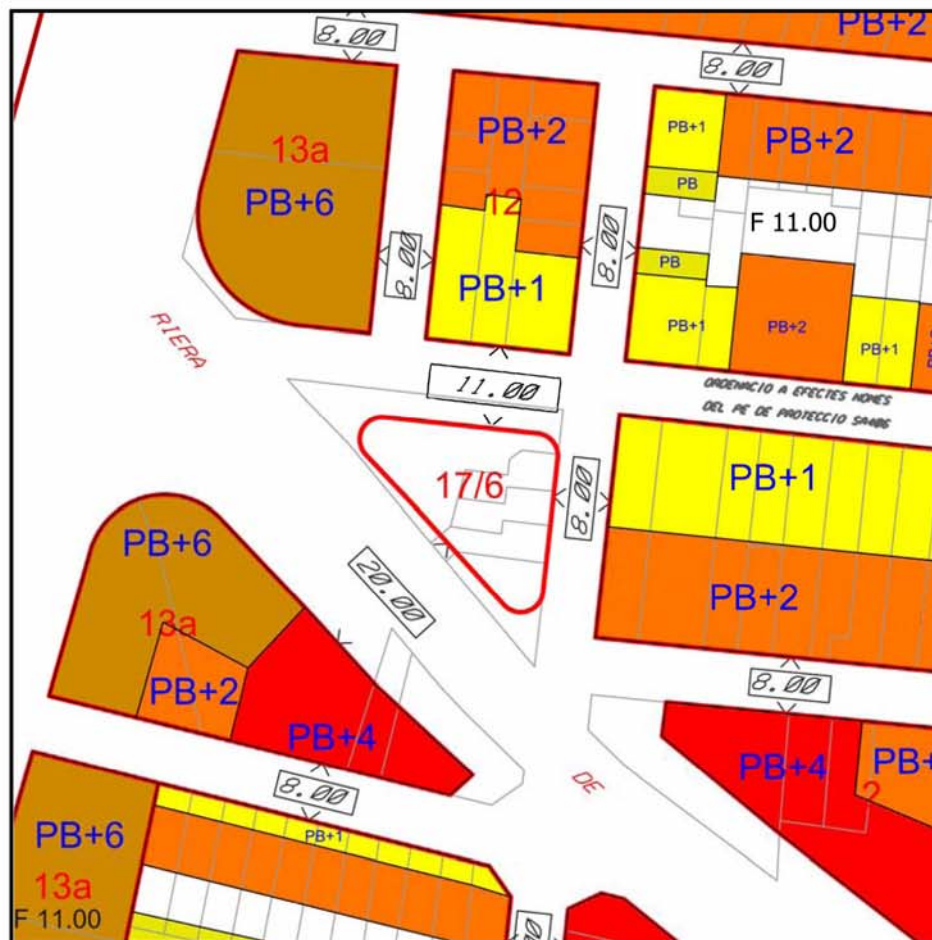 8.00
PB+2
8.00
13a
PB+6
PB+2
12
PB+1
PB+1
PB+2
PB
F 11.00
8.00
8.00
PB
PB+1
PB+2
PB+1
RIERA
11.00
ORDENACIO A EFECTES NOMES
DEL PE DE PROTECCIO
17/6
8.00
PB+1
PB+6
20.00
13a
PB+2
PB+2
8.00
PB+4
PB+4
PB+
2
8.00
DE
PB+6
PB+1
13a
F 11.00